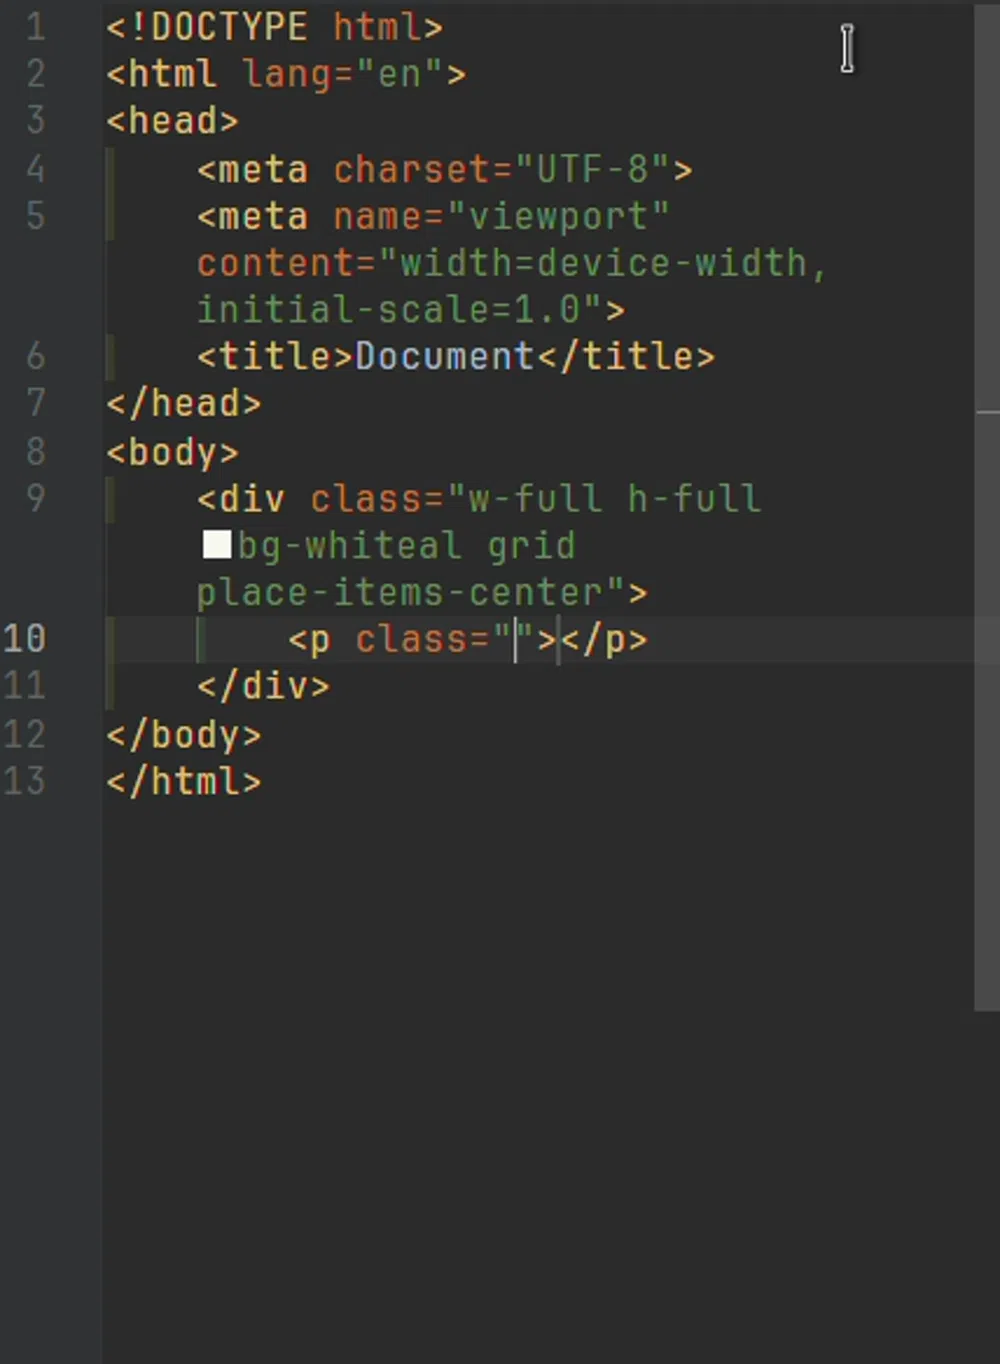 1 <!DOCTYPE html>
2 <html lang="en">
3 <head>
4 <meta charset="UTF-8">
5 <meta name="viewport"
content="width=device-width,
initial-scale=1.0">
6 <title>Document</title>
7 </head>
8 <body>
9 <div class="w-full h-full
bg-whiteal grid
place-items-center">
10 <p class=""></p>
11 </div>
12 </body>
13 </html>